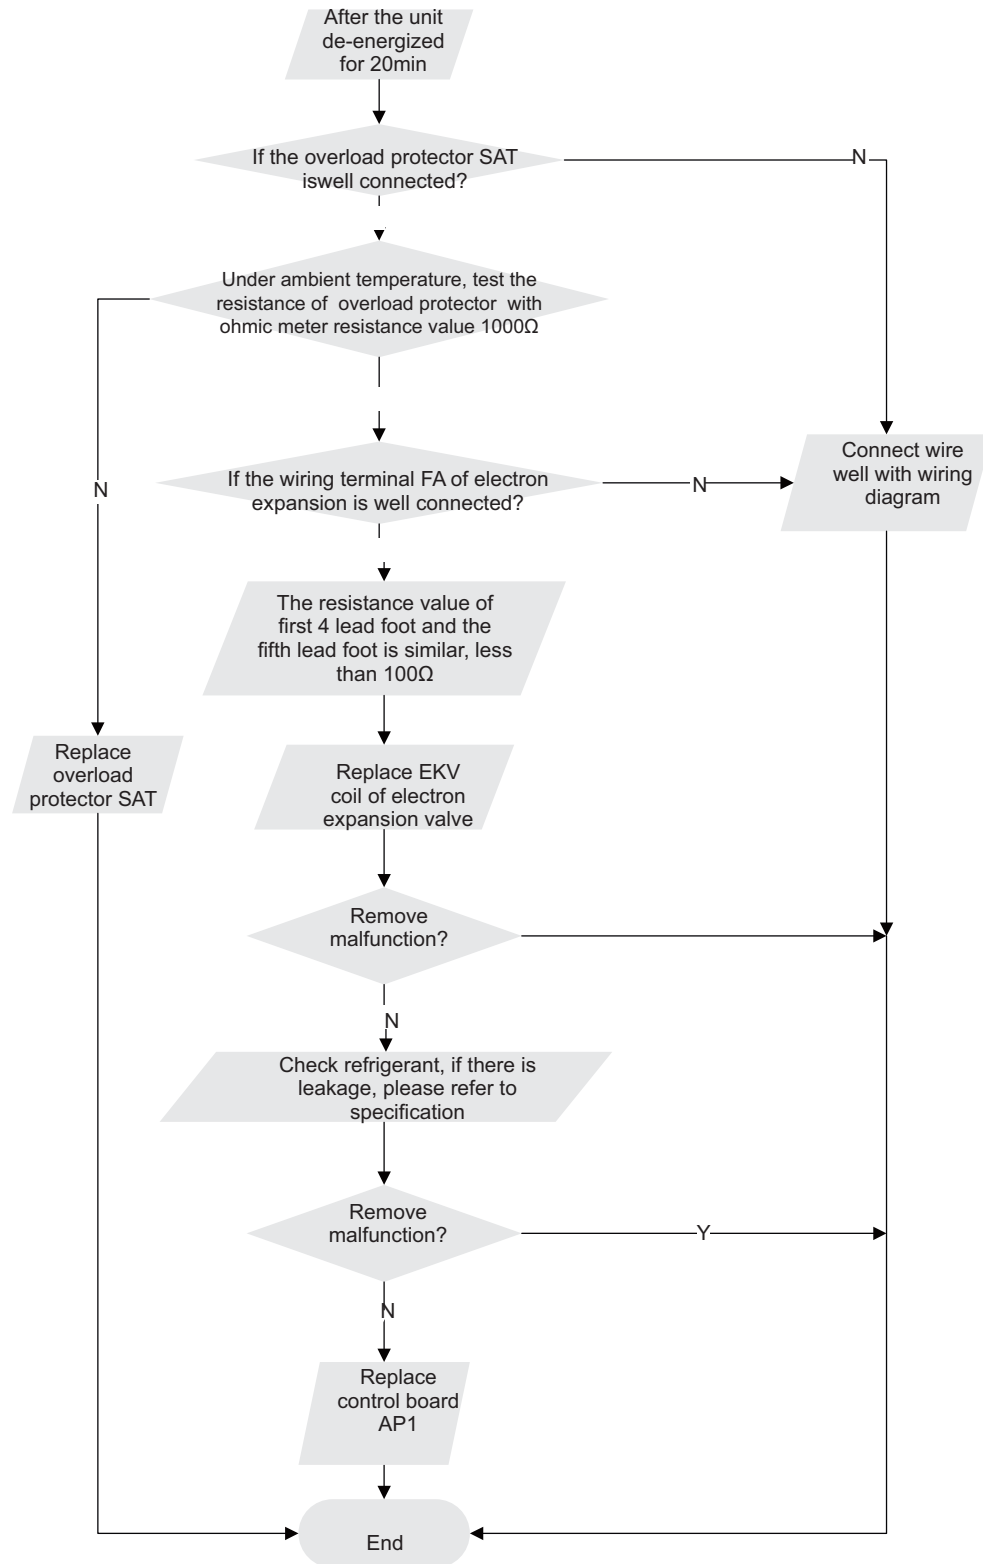 After the unit
de-energized
for 20min
If the overload protector SAT
iswell connected?
N
Under ambient temperature, test the
resistance of overload protector with
ohmic meter resistance value 1000Ω
Connect wire
well with wiring
diagram
If the wiring terminal FA of electron
expansion is well connected?
N
N
The resistance value of
first 4 lead foot and the
fifth lead foot is similar, less
than 100Ω
Replace
overload
protector SAT
Replace EKV
coil of electron
expansion valve
Remove
malfunction?
N
Check refrigerant, if there is
leakage, please refer to
specification
Remove
malfunction?
Y
N
Replace
control board
AP1
End